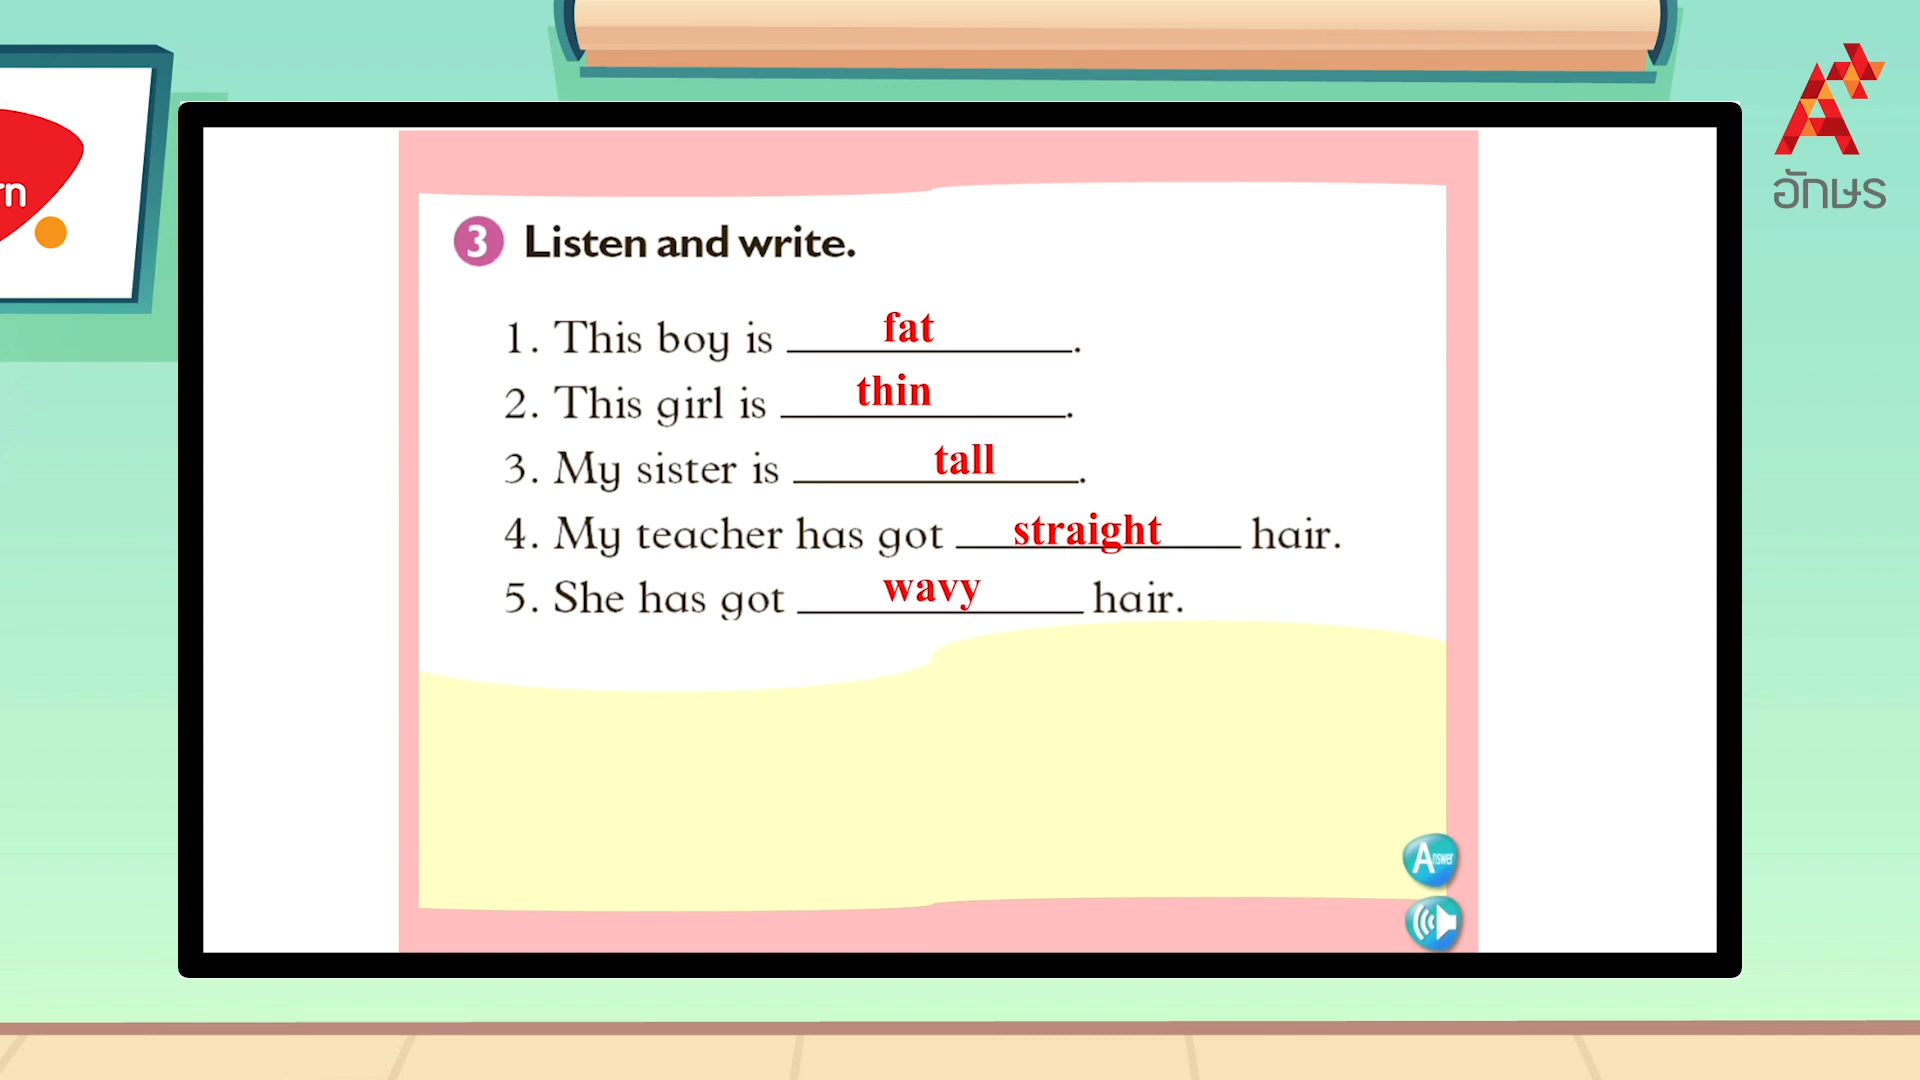 อักษร
rn
3 Listen and write.
1. This boy is fat.
2. This girl is thin.
3. My sister is tall.
4. My teacher has got straight hair.
5. She has got wavy hair.
Answer